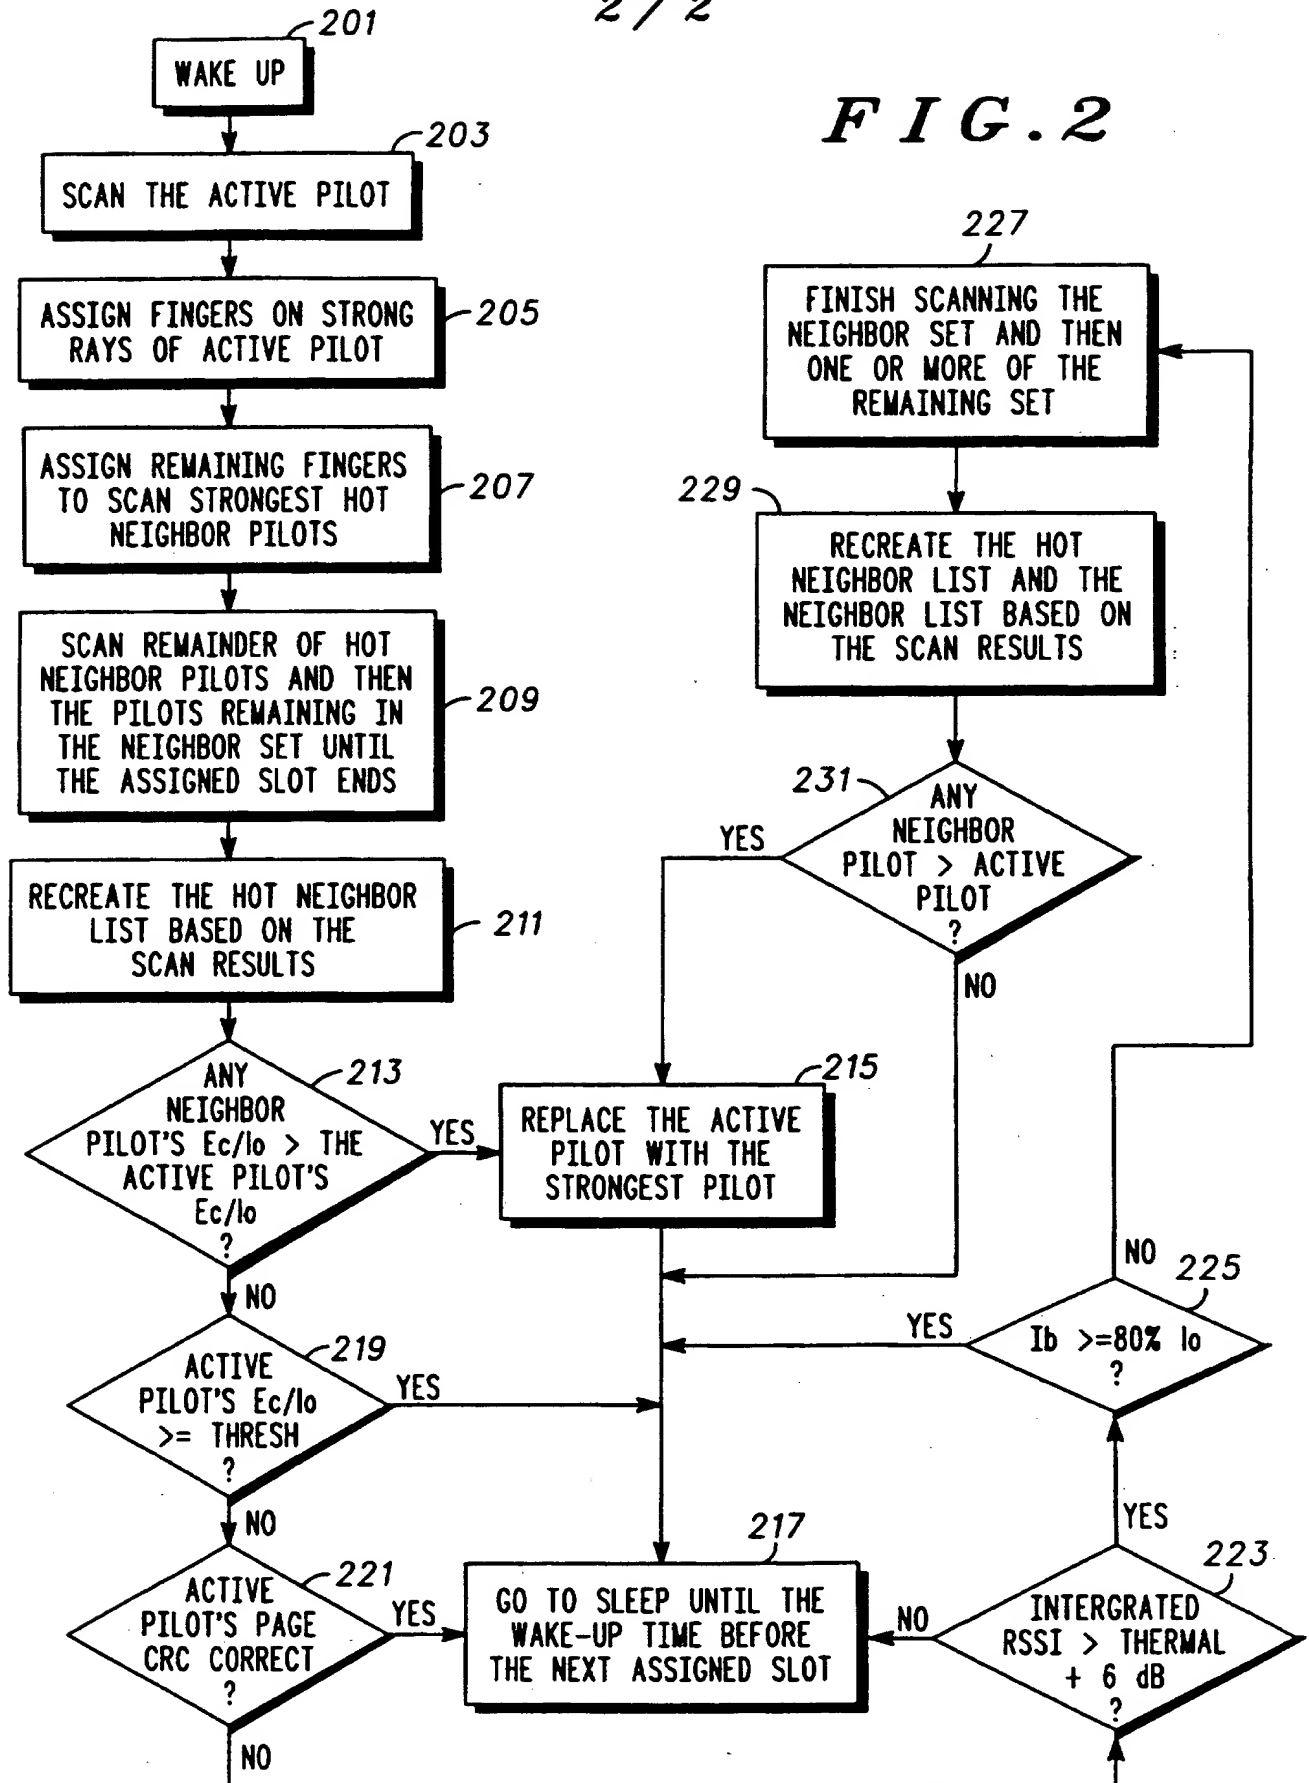 2/2
FIG.2
201
WAKE UP
203
SCAN THE ACTIVE PILOT
205
ASSIGN FINGERS ON STRONG
RAYS OF ACTIVE PILOT
207
ASSIGN REMAINING FINGERS
TO SCAN STRONGEST HOT
NEIGHBOR PILOTS
209
SCAN REMAINDER OF HOT
NEIGHBOR PILOTS AND THEN
THE PILOTS REMAINING IN
THE NEIGHBOR SET UNTIL
THE ASSIGNED SLOT ENDS
211
RECREATE THE HOT NEIGHBOR
LIST BASED ON THE
SCAN RESULTS
213
ANY
NEIGHBOR
PILOT'S Ec/Io > THE
ACTIVE PILOT'S
Ec/Io
?
YES
NO
215
REPLACE THE ACTIVE
PILOT WITH THE
STRONGEST PILOT
219
ACTIVE
PILOT'S Ec/Io
>= THRESH
?
YES
NO
221
ACTIVE
PILOT'S PAGE
CRC CORRECT
?
YES
NO
217
GO TO SLEEP UNTIL THE
WAKE-UP TIME BEFORE
THE NEXT ASSIGNED SLOT
227
FINISH SCANNING THE
NEIGHBOR SET AND THEN
ONE OR MORE OF THE
REMAINING SET
229
RECREATE THE HOT
NEIGHBOR LIST AND THE
NEIGHBOR LIST BASED ON
THE SCAN RESULTS
231
ANY
NEIGHBOR
PILOT > ACTIVE
PILOT
?
YES
NO
225
Ib >=80% Io
?
NO
YES
223
INTERGRATED
RSSI > THERMAL
+ 6 dB
?
YES
NO